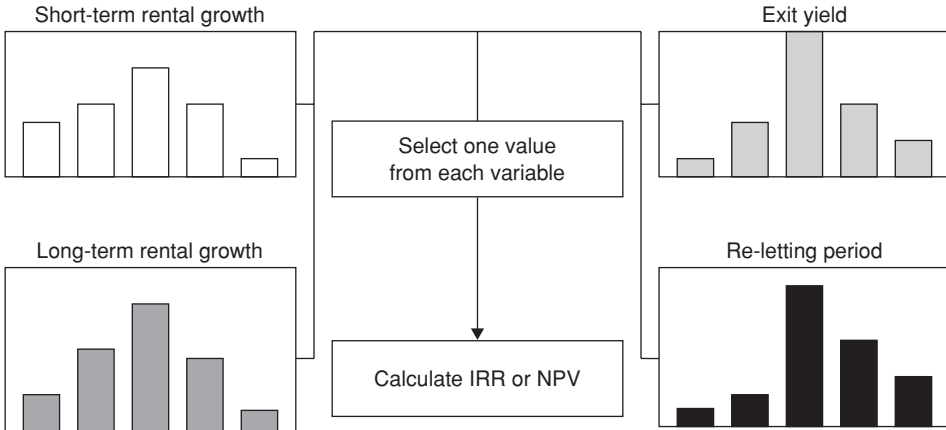 Short-term rental growth
Exit yield
Select one value
from each variable
Long-term rental growth
Re-letting period
Calculate IRR or NPV